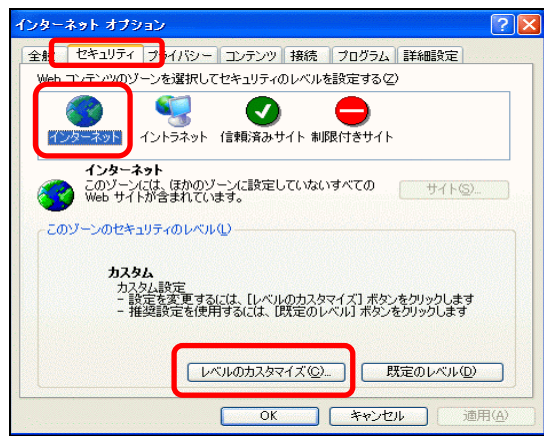 インターネット オプション
全般 セキュリティ プライバシー コンテンツ 接続 プログラム 詳細設定
Web コンテンツのゾーンを選択してセキュリティのレベルを設定する(Z)
インターネット イントラネット 信頼済みサイト 制限付きサイト
インターネット
このゾーンには、ほかのゾーンに設定していないすべての
Web サイトが含まれています。
サイト(S)...
このゾーンのセキュリティのレベル(L)
カスタム
カスタム設定
- 設定を変更するには、[レベルのカスタマイズ] ボタンをクリックします
- 推奨設定を使用するには、[既定のレベル] ボタンをクリックします
レベルのカスタマイズ(C)... 既定のレベル(D)
OK キャンセル 適用(A)